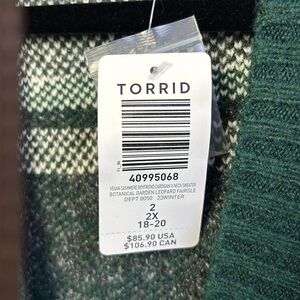 TORRID
40995068
VEGAN CASHMERE BOYFRIEND CARDIGAN V-NECK SWEATER
BOTANICAL GARDEN LEOPARD FAIRISLE
DEPT 0050 23WINTER
2
2X
18-20
$85.90 USA
$106.90 CAN